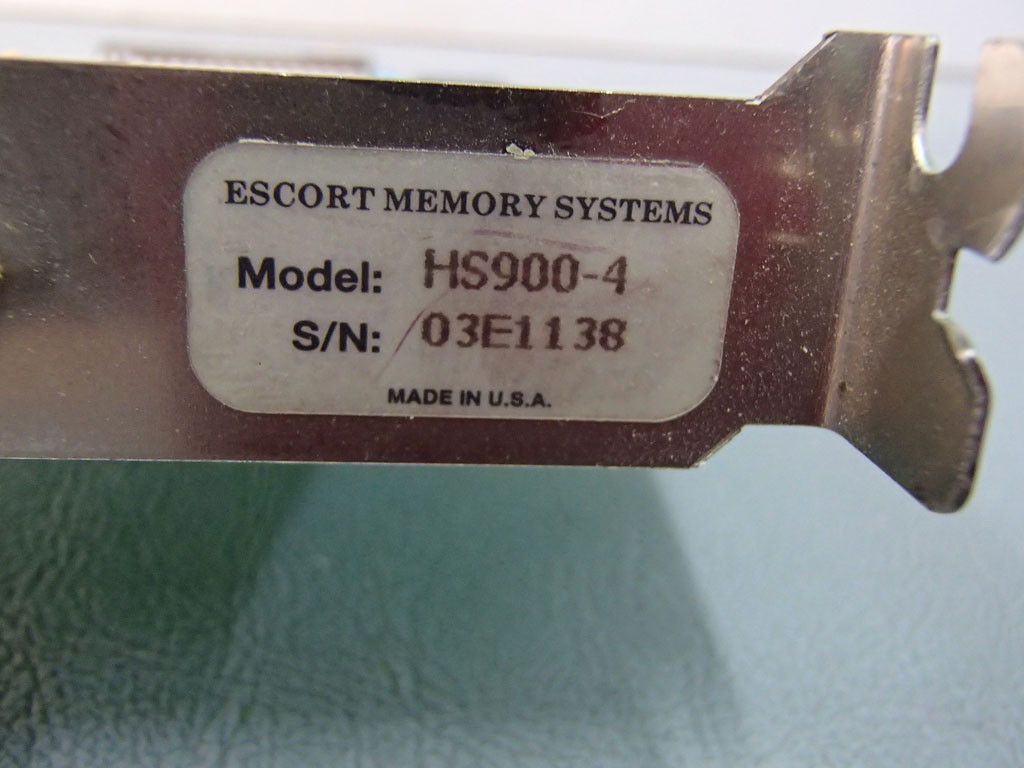 ESCORT MEMORY SYSTEMS
Model: HS900-4
S/N: 03E1138
MADE IN U.S.A.